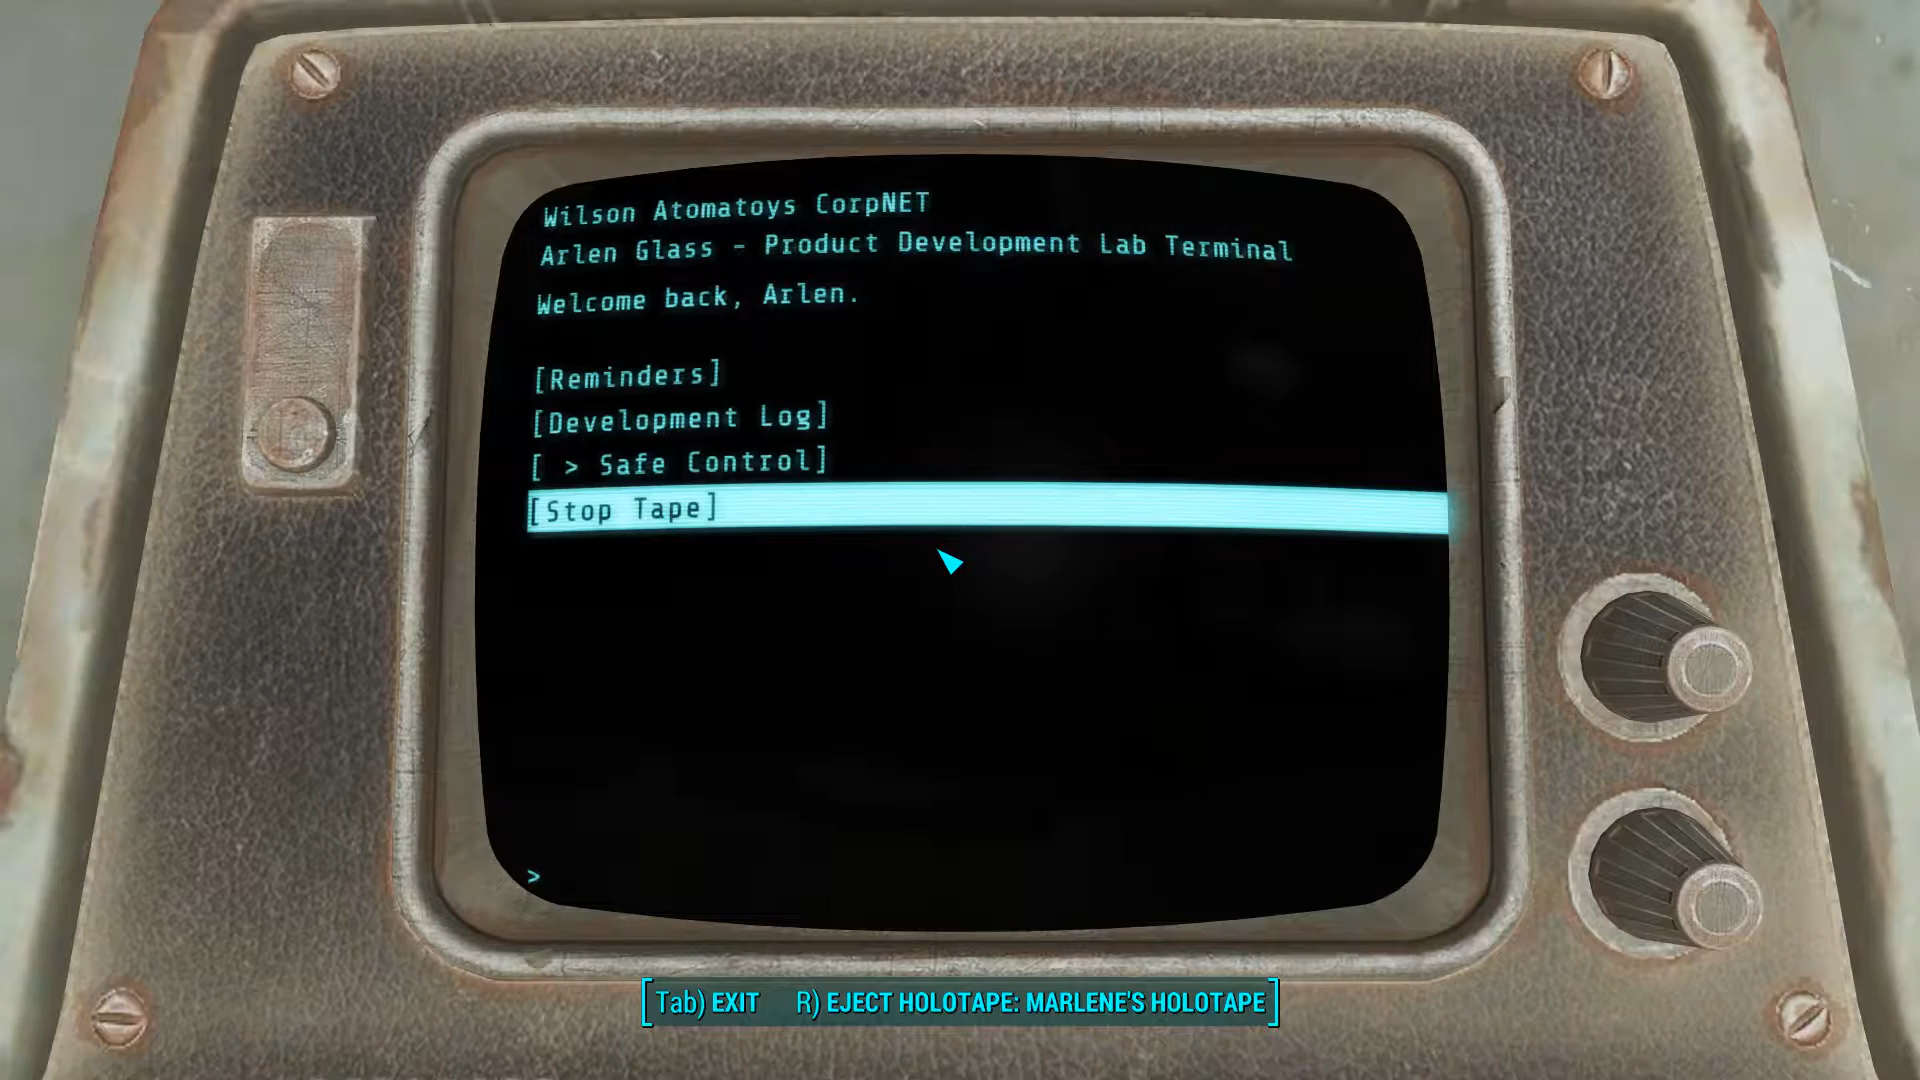 Wilson Atomatoys CorpNET
Arlen Glass - Product Development Lab Terminal
Welcome back, Arlen.
[Reminders]
[Development Log]
[ > Safe Control]
[Stop Tape]
>
[Tab) EXIT R) EJECT HOLOTAPE: MARLENE'S HOLOTAPE]